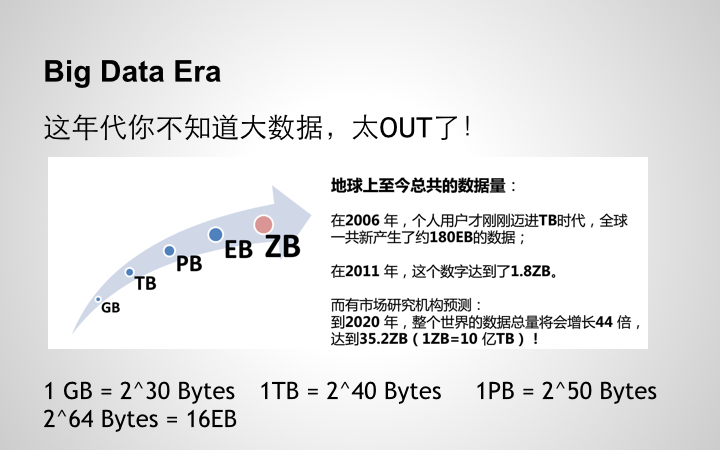 Big Data Era
这年代你不知道大数据，太OUT了！
GB
TB
PB
EB
ZB
地球上至今总共的数据量：
在2006 年，个人用户才刚刚迈进TB时代，全球
一共新产生了约180EB的数据；
在2011 年，这个数字达到了1.8ZB。
而有市场研究机构预测：
到2020 年，整个世界的数据总量将会增长44 倍，
达到35.2ZB（1ZB=10 亿TB）！
1 GB = 2^30 Bytes 1TB = 2^40 Bytes 1PB = 2^50 Bytes
2^64 Bytes = 16EB